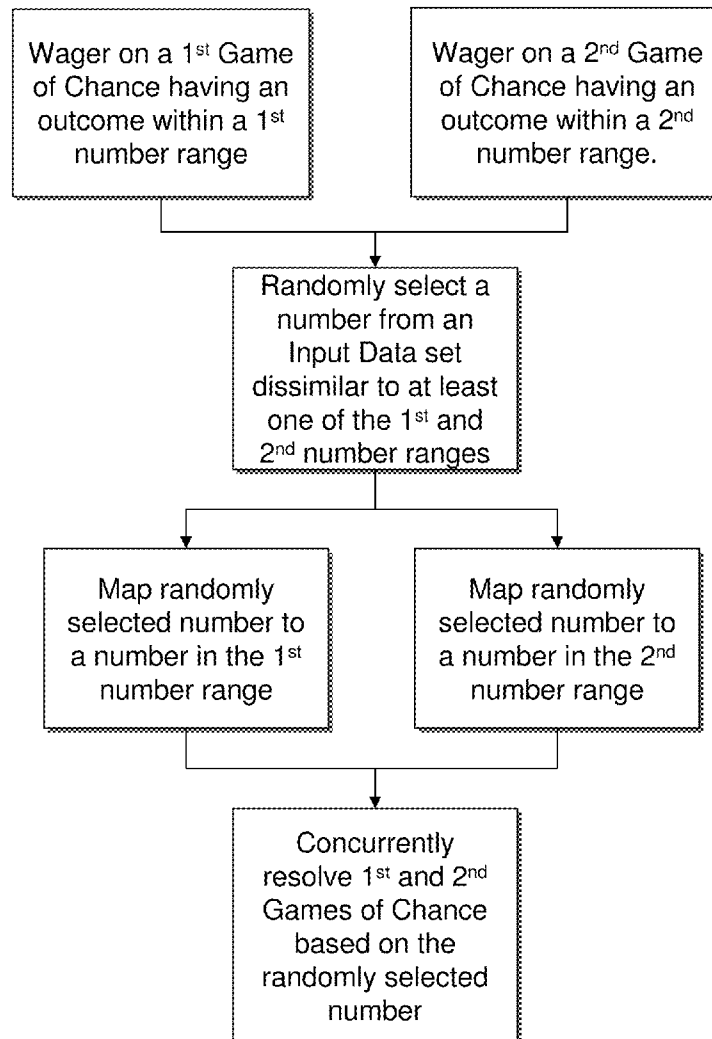 Wager on a 1st Game
of Chance having an
outcome within a 1st
number range
Wager on a 2nd Game
of Chance having an
outcome within a 2nd
number range.
Randomly select a
number from an
Input Data set
dissimilar to at least
one of the 1st and
2nd number ranges
Map randomly
selected number to
a number in the 1st
number range
Map randomly
selected number to
a number in the 2nd
number range
Concurrently
resolve 1st and 2nd
Games of Chance
based on the
randomly selected
number